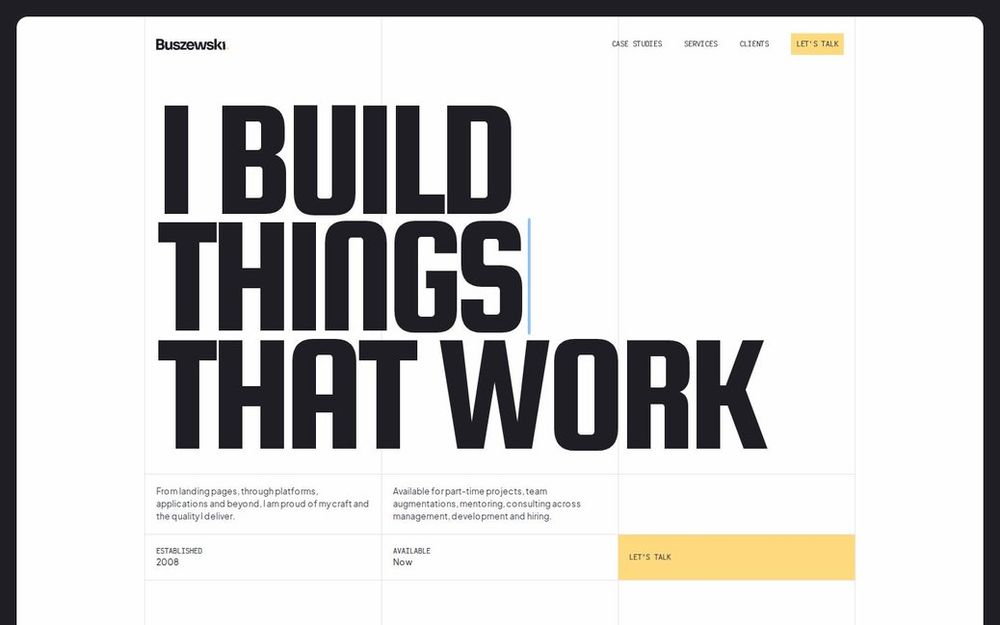 Buszewski.
CASE STUDIES
SERVICES
CLIENTS
LET'S TALK
I BUILD
THINGS
THAT WORK
From landing pages, through platforms,
applications and beyond, I am proud of my craft and
the quality I deliver.
Available for part-time projects, team
augmentations, mentoring, consulting across
management, development and hiring.
ESTABLISHED
2008
AVAILABLE
Now
LET'S TALK